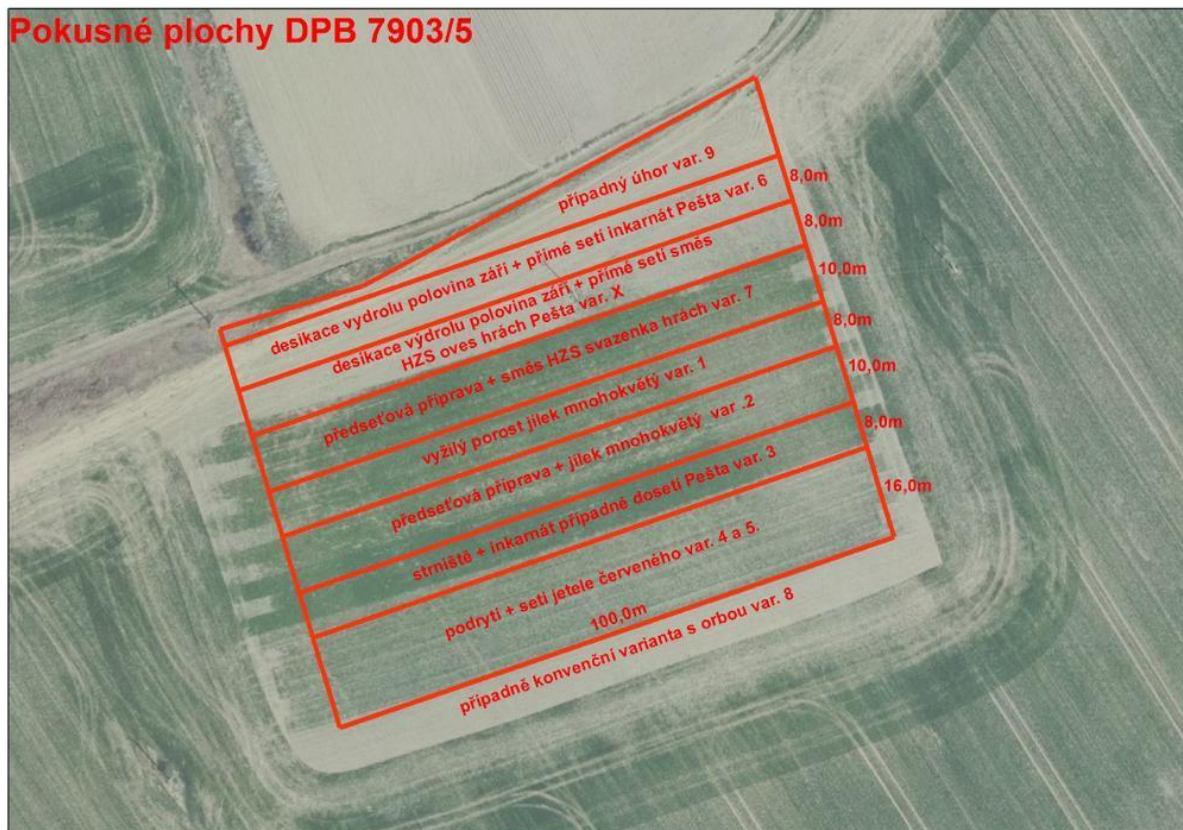 Pokusné plochy DPB 7903/5
případný úhor var. 9
desikace vydrolu polovina září + přímé setí inkarnát Pešta var. 6
8,0m
desikace výdrolu polovina září + přímé setí směs
HZS oves hrách Pešta var. X
8,0m
předseťová příprava + směs HZS svazenka hrách var. 7
10,0m
vyžilý porost jílek mnohokvětý var. 1
8,0m
předseťová příprava + jílek mnohokvětý var .2
10,0m
strniště + inkarnát případné dosetí Pešta var. 3
8,0m
podrytí + setí jetele červeného var. 4 a 5.
16,0m
100,0m
případně konvenční varianta s orbou var. 8